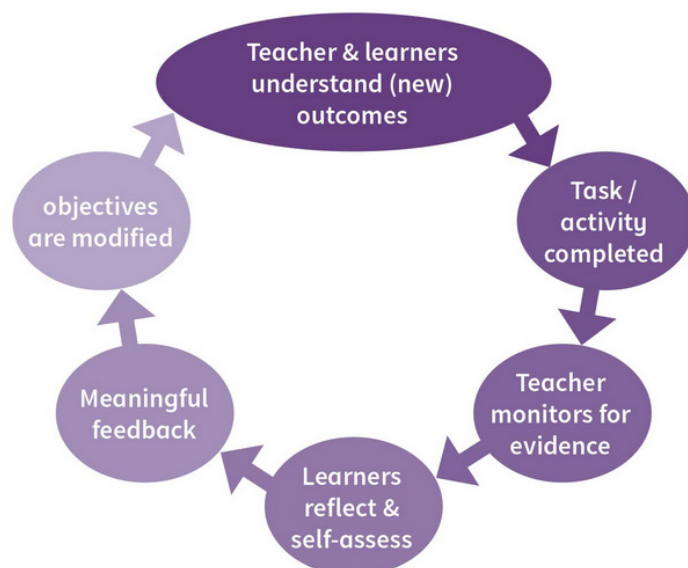 Teacher & learners
understand (new)
outcomes
Task /
activity
completed
Teacher
monitors for
evidence
Learners
reflect &
self-assess
Meaningful
feedback
objectives
are modified